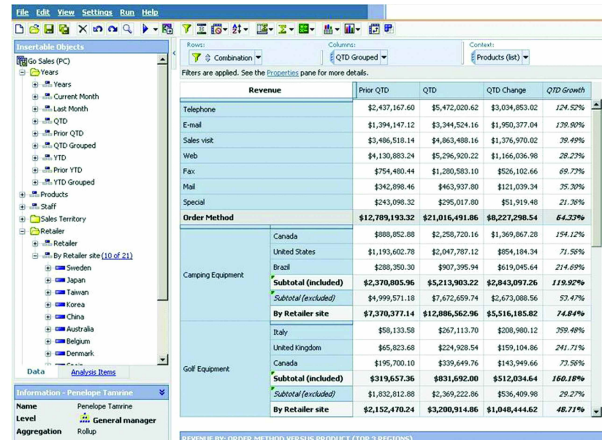 File Edit View Settings Run Help
Insertable Objects
Go Sales (PC)
Years
Years
Current Month
Last Month
QTD
Prior QTD
QTD Grouped
YTD
Prior YTD
YTD Grouped
Products
Staff
Sales Territory
Retailer
Retailer
By Retailer site (10 of 21)
Sweden
Japan
Taiwan
Korea
China
Australia
Belgium
Denmark
Data Analysis Items
Information - Penelope Tamrine
Name Penelope Tamrine
Level General manager
Aggregation Rollup
Rows: Columns: Context:
Combination QTD Grouped Products (list)
Filters are applied. See the Properties pane for more details.
Revenue Prior QTD QTD QTD Change QTD Growth
Telephone $2,437,167.60 $5,472,020.62 $3,034,853.02 124.52%
E-mail $1,394,147.12 $3,344,524.16 $1,950,377.04 139.90%
Sales visit $3,486,518.14 $4,863,488.16 $1,376,970.02 39.49%
Web $4,130,883.24 $5,296,920.22 $1,166,036.98 28.23%
Fax $754,480.44 $1,280,583.10 $526,102.66 69.73%
Mail $342,898.46 $463,937.80 $121,039.34 35.30%
Special $243,098.32 $295,017.80 $51,919.48 21.36%
Order Method $12,789,193.32 $21,016,491.86 $8,227,298.54 64.33%
Canada $888,852.88 $2,258,720.16 $1,369,867.28 154.12%
United States $1,193,602.78 $2,047,787.12 $854,184.34 71.56%
Brazil $288,350.30 $907,395.94 $619,045.64 214.69%
Camping Equipment
Subtotal (included) $2,370,805.96 $5,213,903.22 $2,843,097.26 119.92%
Subtotal (excluded) $4,999,571.18 $7,672,659.74 $2,673,088.56 53.47%
By Retailer site $7,370,377.14 $12,886,562.96 $5,516,185.82 74.84%
Italy $58,133.58 $267,113.70 $208,980.12 359.48%
United Kingdom $65,823.68 $224,928.54 $159,104.86 241.71%
Canada $195,700.10 $339,649.76 $143,949.66 73.56%
Golf Equipment
Subtotal (included) $319,657.36 $831,692.00 $512,034.64 160.18%
Subtotal (excluded) $1,832,812.88 $2,369,222.86 $536,409.98 29.27%
By Retailer site $2,152,470.24 $3,200,914.86 $1,048,444.62 48.71%
REVENUE BY: ORDER METHOD VERSUS PRODUCT (TOP 3 REGIONS)